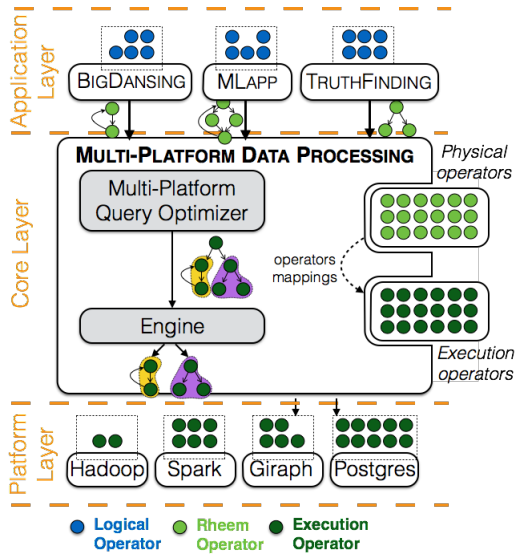 Application
Layer
BIGDANSING
MLAPP
TRUTHFINDING
MULTI-PLATFORM DATA PROCESSING
Physical
operators
Multi-Platform
Query Optimizer
Core Layer
operators
mappings
Engine
Execution
operators
Platform
Layer
Hadoop
Spark
Giraph
Postgres
Logical
Operator
Rheem
Operator
Execution
Operator